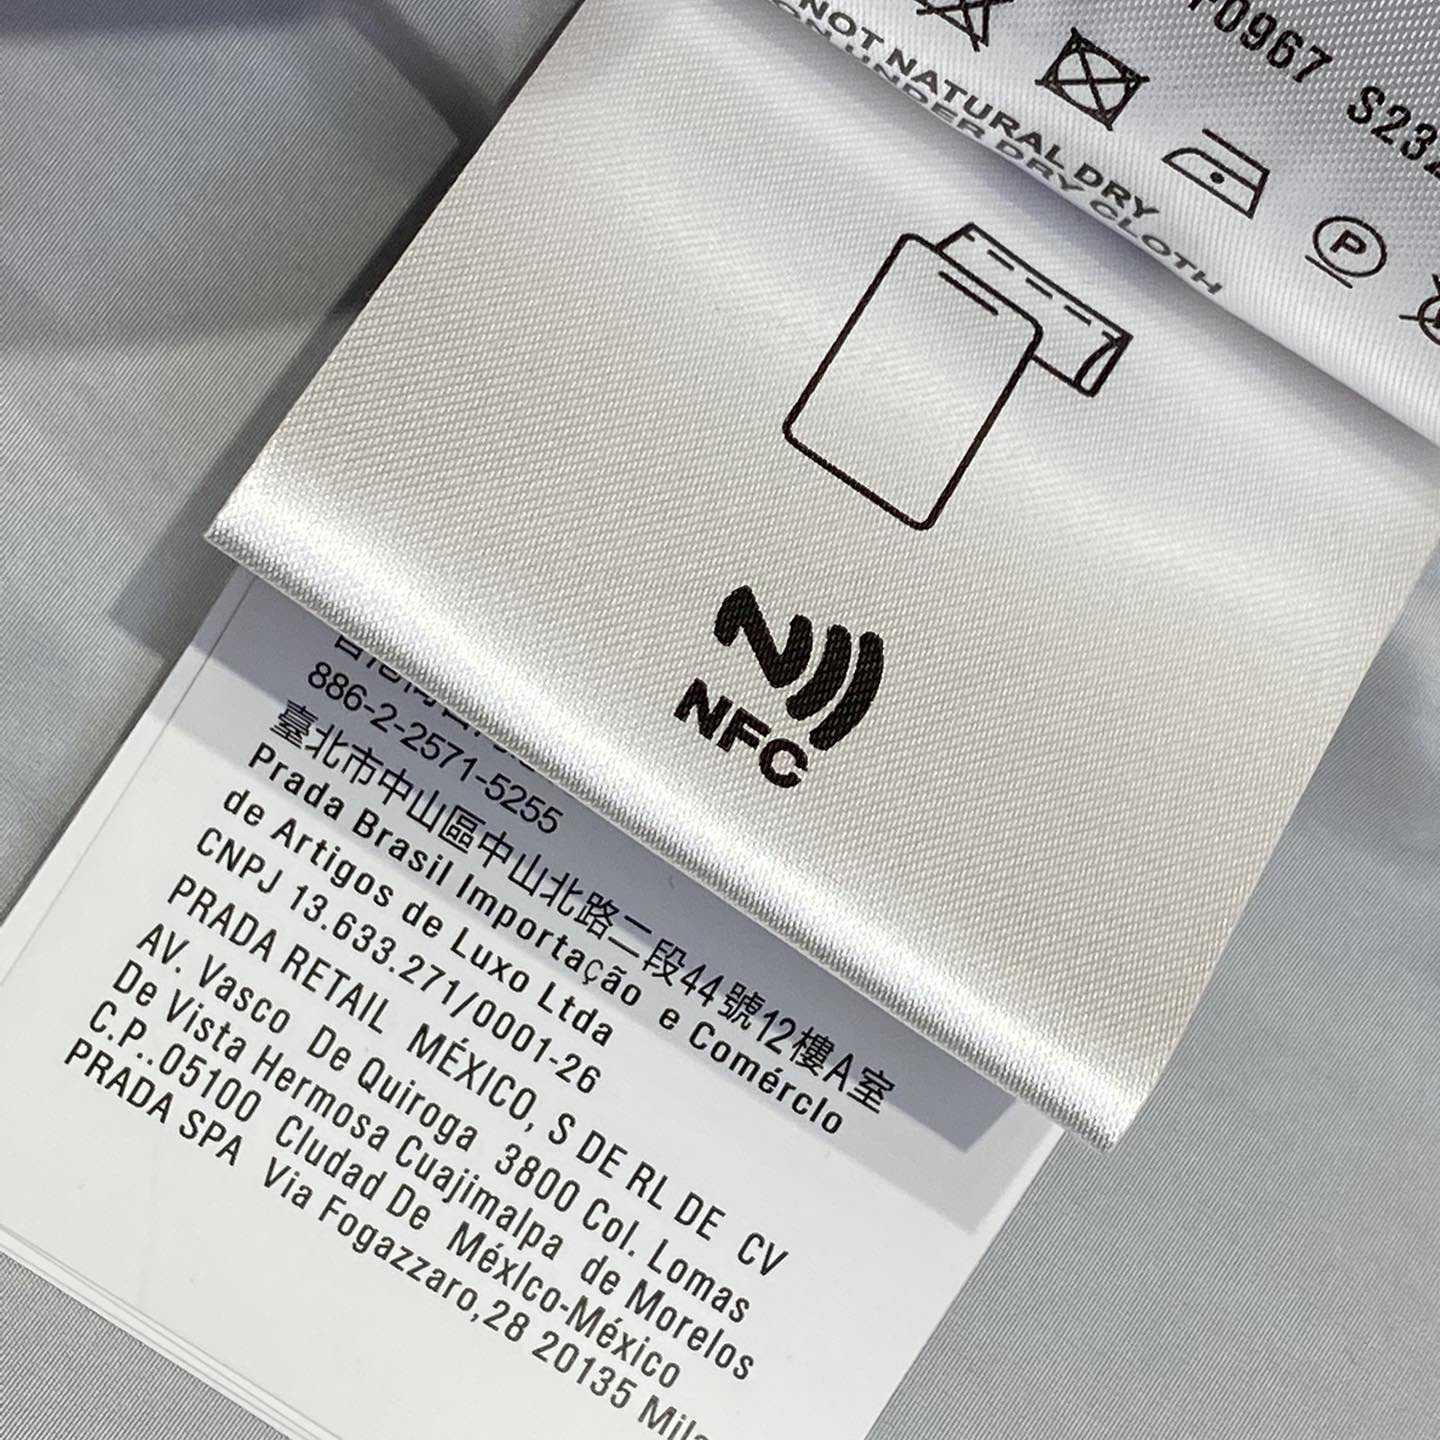 S232
NOT NATURAL DRY
UNDER DRY CLOTH
P
N
NFC
886-2-2571-5255
臺北市中山區中山北路二段44號12樓A室
Prada Brasil Importação e Comércio
de Artigos de Luxo Ltda
CNPJ 13.633.271/0001-26
PRADA RETAIL MÉXICO, S DE RL DE CV
AV. Vasco De Quiroga 3800 Col. Lomas
De Vista Hermosa Cuajimalpa de Morelos
C.P..05100 CIudad De MéxIco-México
PRADA SPA Via Fogazzaro,28 20135